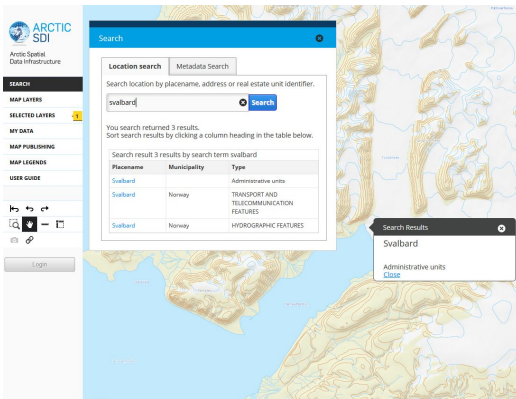 ARCTIC
SDI
Arctic Spatial
Data Infrastructure
SEARCH
MAP LAYERS
SELECTED LAYERS 1
MY DATA
MAP PUBLISHING
MAP LEGENDS
USER GUIDE
Login
Search
Location search Metadata Search
Search location by placename, address or real estate unit identifier.
svalbard Search
You search returned 3 results.
Sort search results by clicking a column heading in the table below.
Search result 3 results by search term svalbard
Placename Municipality Type
Svalbard Administrative units
Svalbard Norway TRANSPORT AND
TELECOMMUNICATION
FEATURES
Svalbard Norway HYDROGRAPHIC FEATURES
Search Results
Svalbard
Administrative units
Close